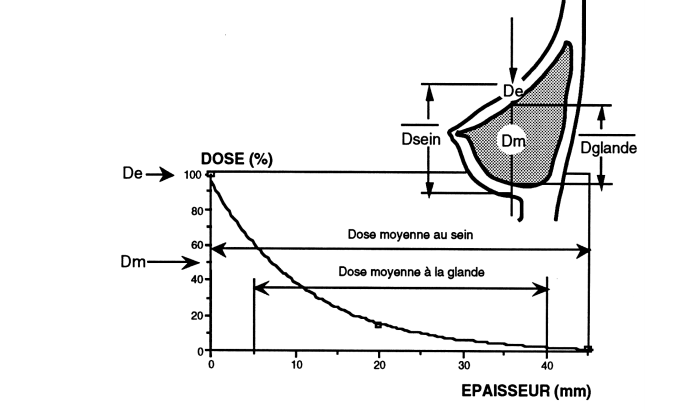 De
Dsein
Dm
Dglande
DOSE (%)
De
100
80
Dose moyenne au sein
60
Dm
Dose moyenne à la glande
40
20
0
0 10 20 30 40
EPAISSEUR (mm)